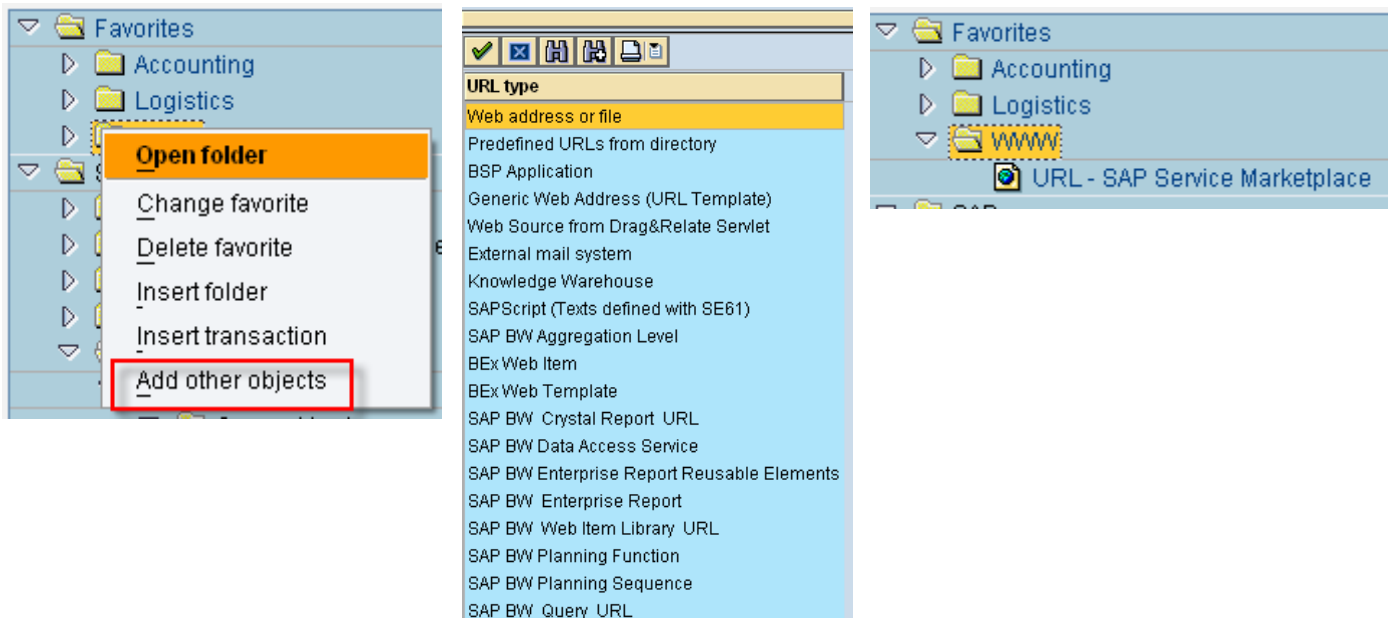 Favorites
Accounting
Logistics
Open folder
Change favorite
Delete favorite
Insert folder
Insert transaction
Add other objects
URL type
Web address or file
Predefined URLs from directory
BSP Application
Generic Web Address (URL Template)
Web Source from Drag&Relate Servlet
External mail system
Knowledge Warehouse
SAPScript (Texts defined with SE61)
SAP BW Aggregation Level
BEx Web Item
BEx Web Template
SAP BW Crystal Report URL
SAP BW Data Access Service
SAP BW Enterprise Report Reusable Elements
SAP BW Enterprise Report
SAP BW Web Item Library URL
SAP BW Planning Function
SAP BW Planning Sequence
SAP BW Query URL
Favorites
Accounting
Logistics
WWW
URL - SAP Service Marketplace